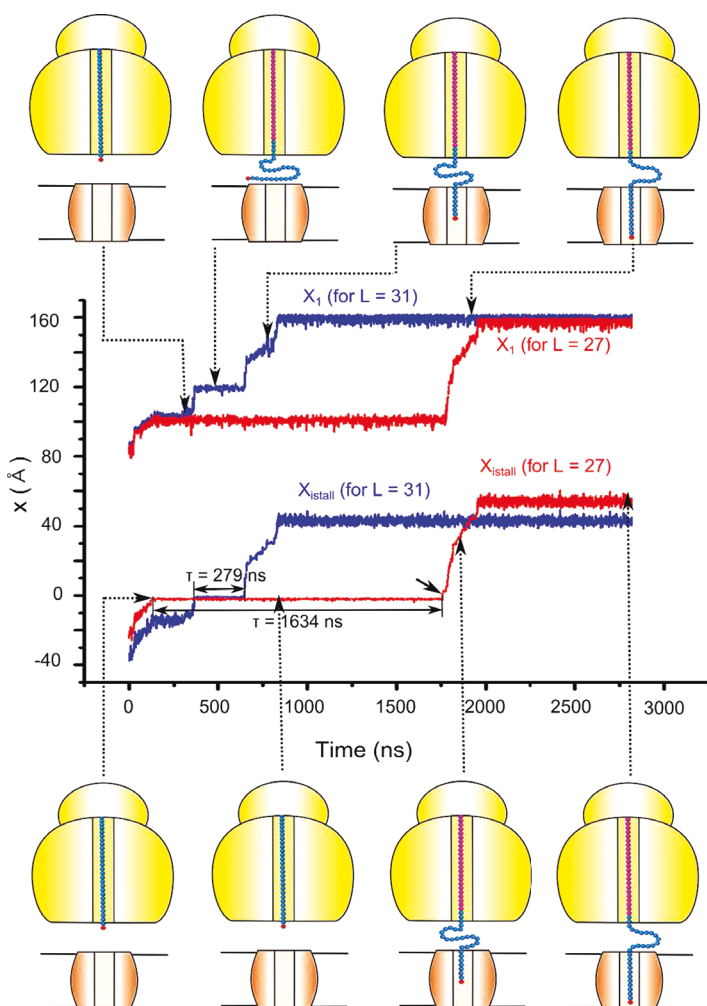 X1 (for L = 31)
160
X1 (for L = 27)
120
80
x ( Å )
Xistall (for L = 31)
Xistall (for L = 27)
40
τ = 279 ns
0
τ = 1634 ns
-40
0 500 1000 1500 2000 2500 3000
Time (ns)